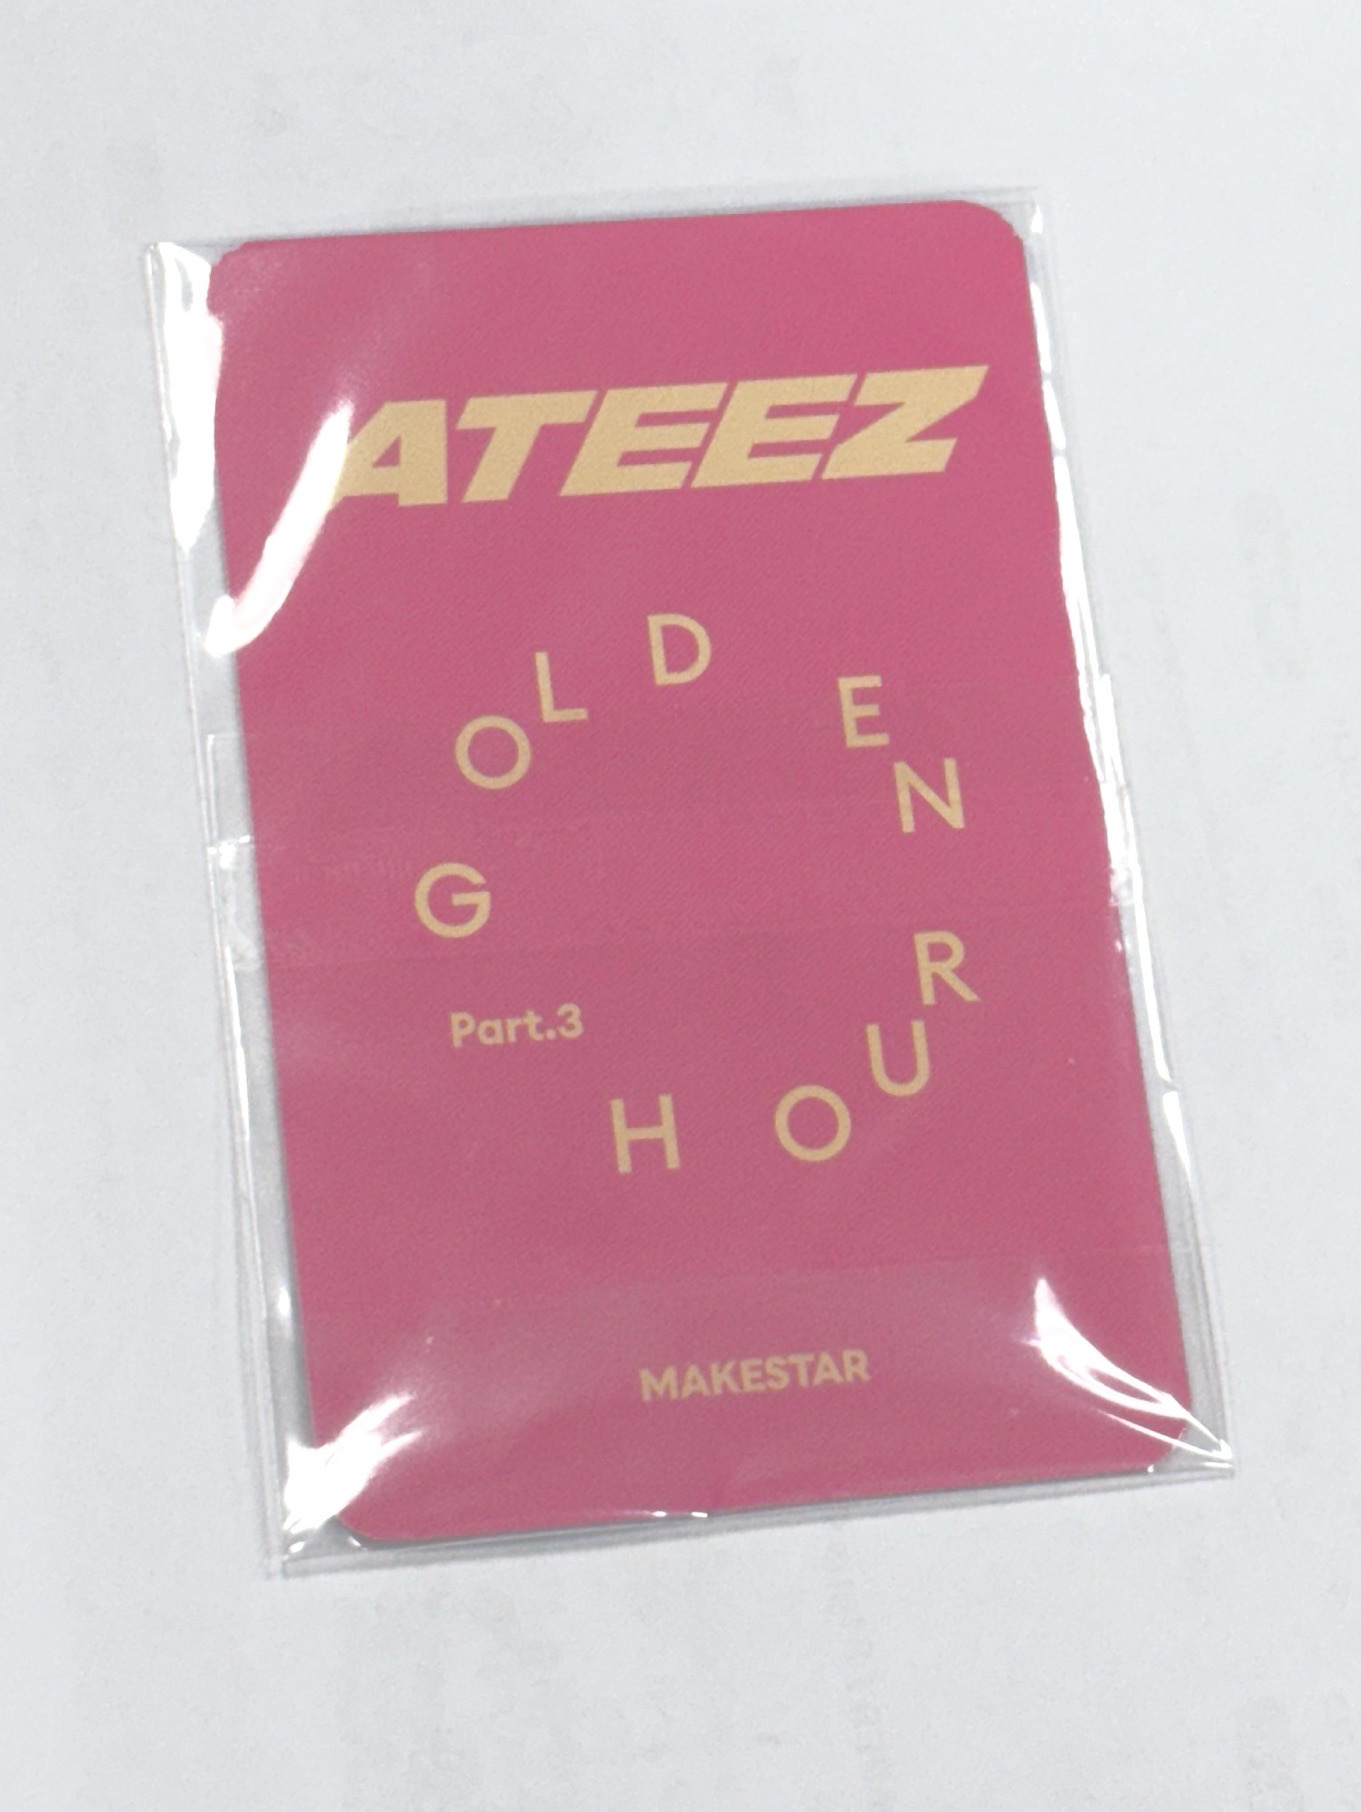 ATEEZ
GOLDEN
HOUR
Part.3
MAKESTAR